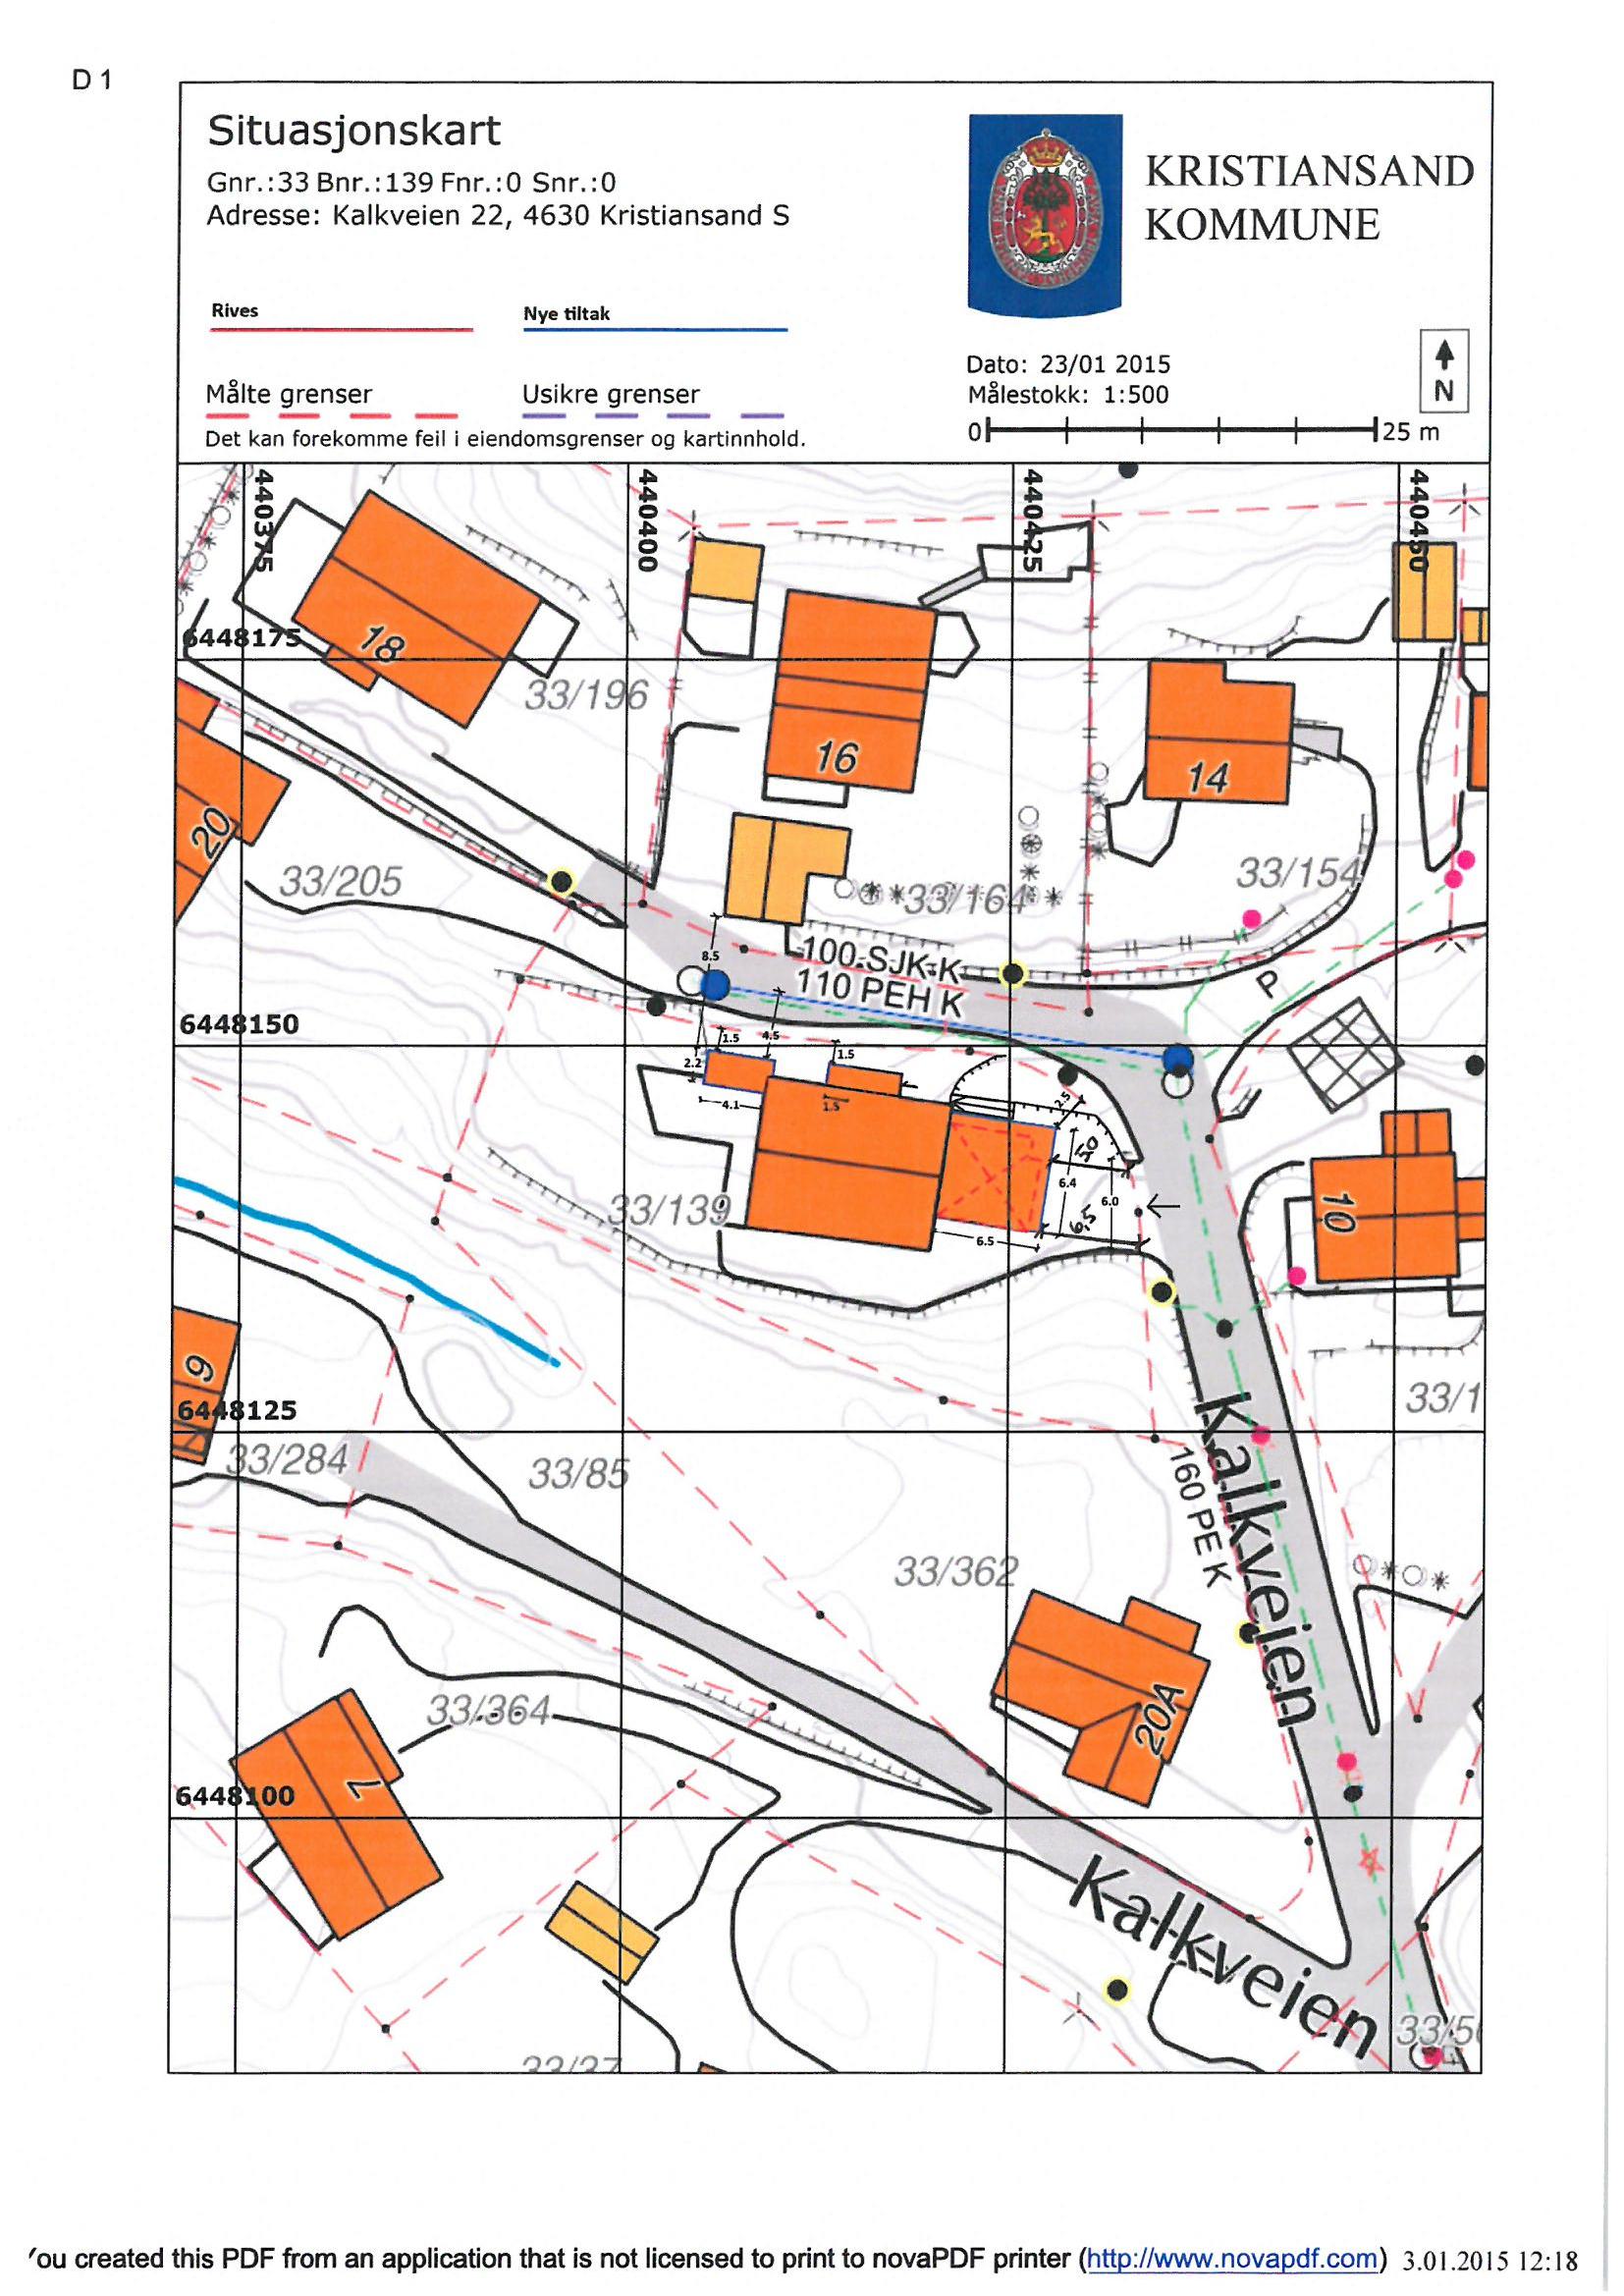 D 1
Situasjonskart
Gnr.:33 Bnr.:139 Fnr.:0 Snr.:0
Adresse: Kalkveien 22, 4630 Kristiansand S
KRISTIANSAND
KOMMUNE
Rives
Nye tiltak
Dato: 23/01 2015
Målestokk: 1:500
N
Målte grenser
Usikre grenser
0
25 m
Det kan forekomme feil i eiendomsgrenser og kartinnhold.
440375
440400
440425
440450
6448175
18
33/196
16
14
20
33/205
33/164
33/154
8.5
100 SJK K
110 PEH K
P
6448150
1.5
4.5
1.5
2.2
4.1
1.5
2.5
5.0
6.4
6.0
6.5
6.5
33/139
10
9
6448125
33/284
33/85
33/1
Kalkveien
160 PE K
33/362
20A
33/364
7
6448100
Kalkveien
33/5
33/37
You created this PDF from an application that is not licensed to print to novaPDF printer (http://www.novapdf.com)
3.01.2015 12:18